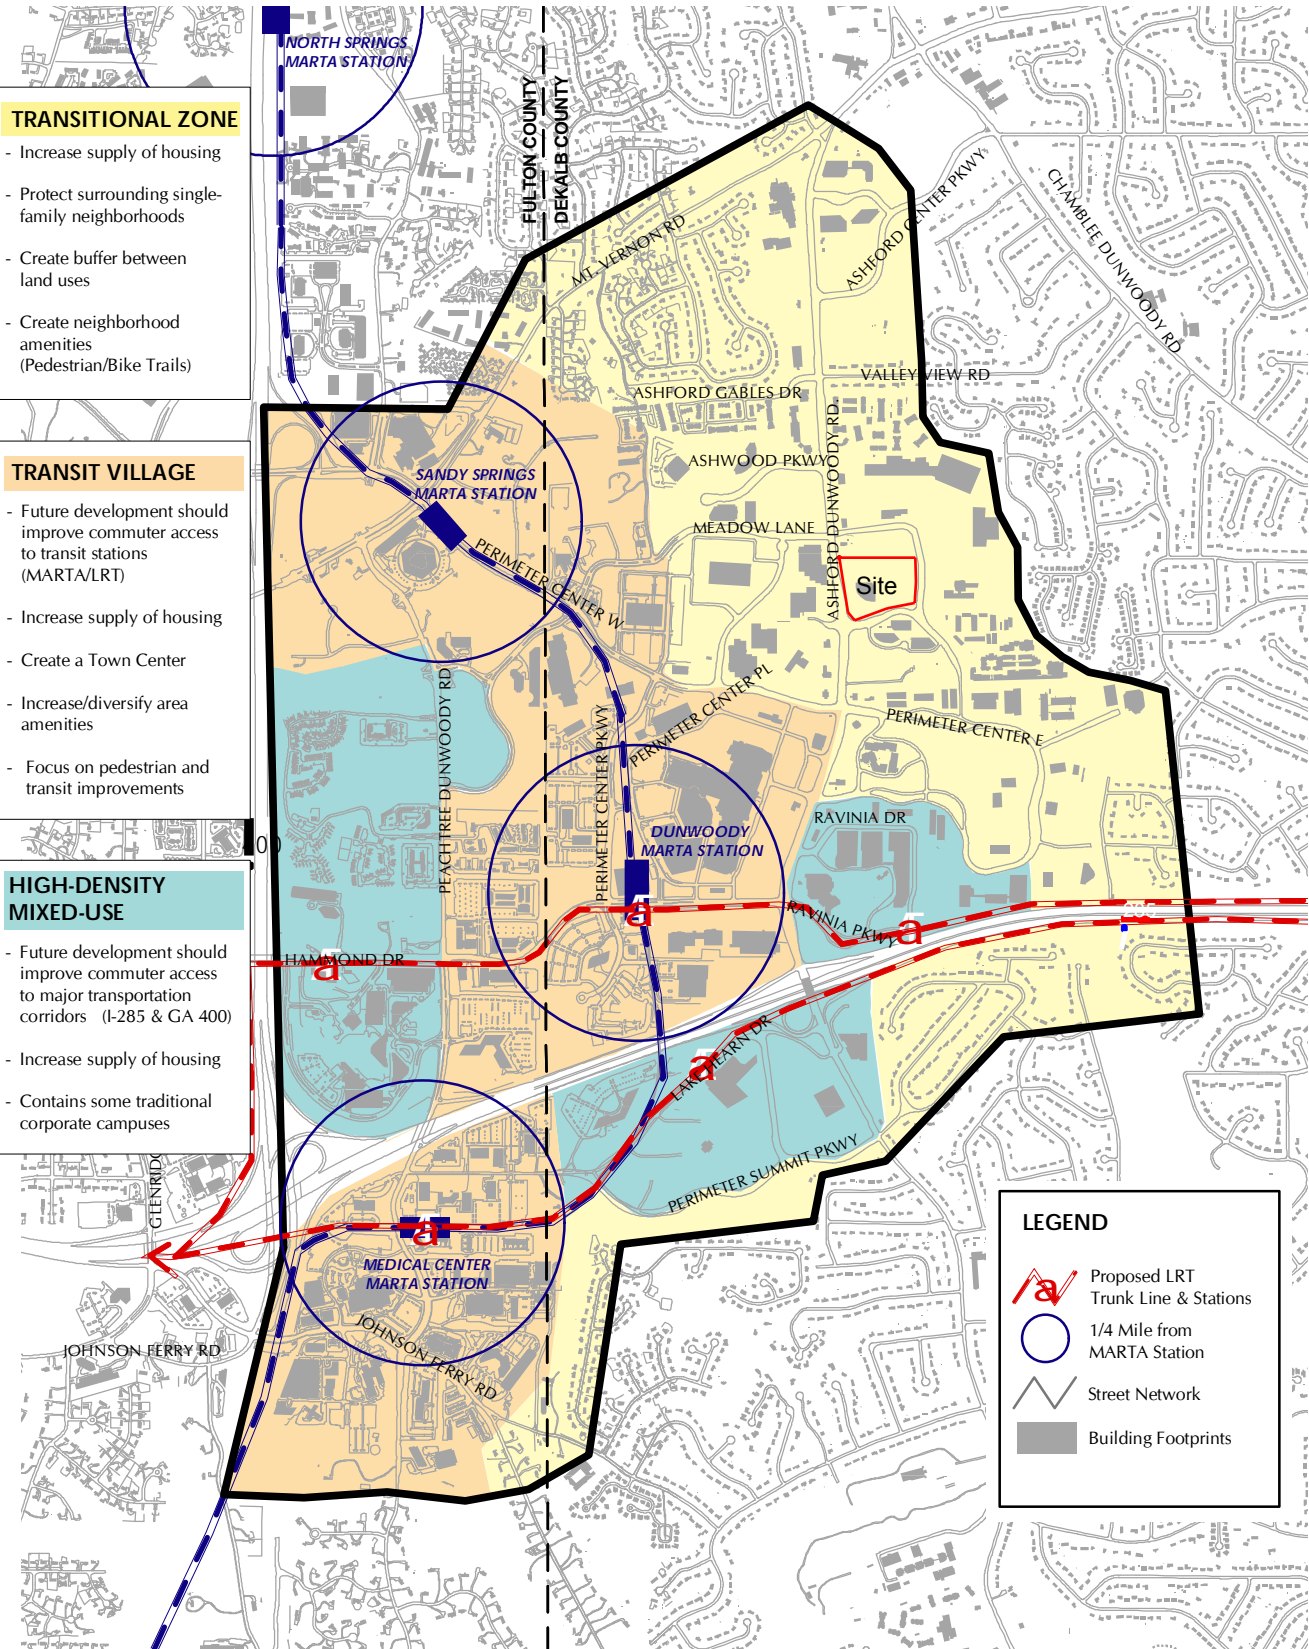 NORTH SPRINGS
MARTA STATION
FULTON COUNTY
DEKALB COUNTY
TRANSITIONAL ZONE
- Increase supply of housing
- Protect surrounding single-
family neighborhoods
- Create buffer between
land uses
- Create neighborhood
amenities
(Pedestrian/Bike Trails)
MT. VERNON RD
ASHFORD CENTER PKWY
CHAMBLEE DUNWOODY RD
VALLEY VIEW RD
ASHFORD GABLES DR
ASHFORD DUNWOODY RD.
ASHWOOD PKWY
MEADOW LANE
Site
TRANSIT VILLAGE
- Future development should
improve commuter access
to transit stations
(MARTA/LRT)
- Increase supply of housing
- Create a Town Center
- Increase/diversify area
amenities
- Focus on pedestrian and
transit improvements
SANDY SPRINGS
MARTA STATION
PERIMETER CENTER W
PEACHTREE DUNWOODY RD
PERIMETER CENTER PKWY
PERIMETER CENTER PL
PERIMETER CENTER E
DUNWOODY
MARTA STATION
RAVINIA DR
RAVINIA PKWY
285
HIGH-DENSITY
MIXED-USE
- Future development should
improve commuter access
to major transportation
corridors (I-285 & GA 400)
- Increase supply of housing
- Contains some traditional
corporate campuses
HAMMOND DR
a
a
a
LAKE HEARN DR
a
PERIMETER SUMMIT PKWY
a
MEDICAL CENTER
MARTA STATION
JOHNSON FERRY RD
JOHNSON FERRY RD
LEGEND
a
Proposed LRT
Trunk Line & Stations
1/4 Mile from
MARTA Station
Street Network
Building Footprints